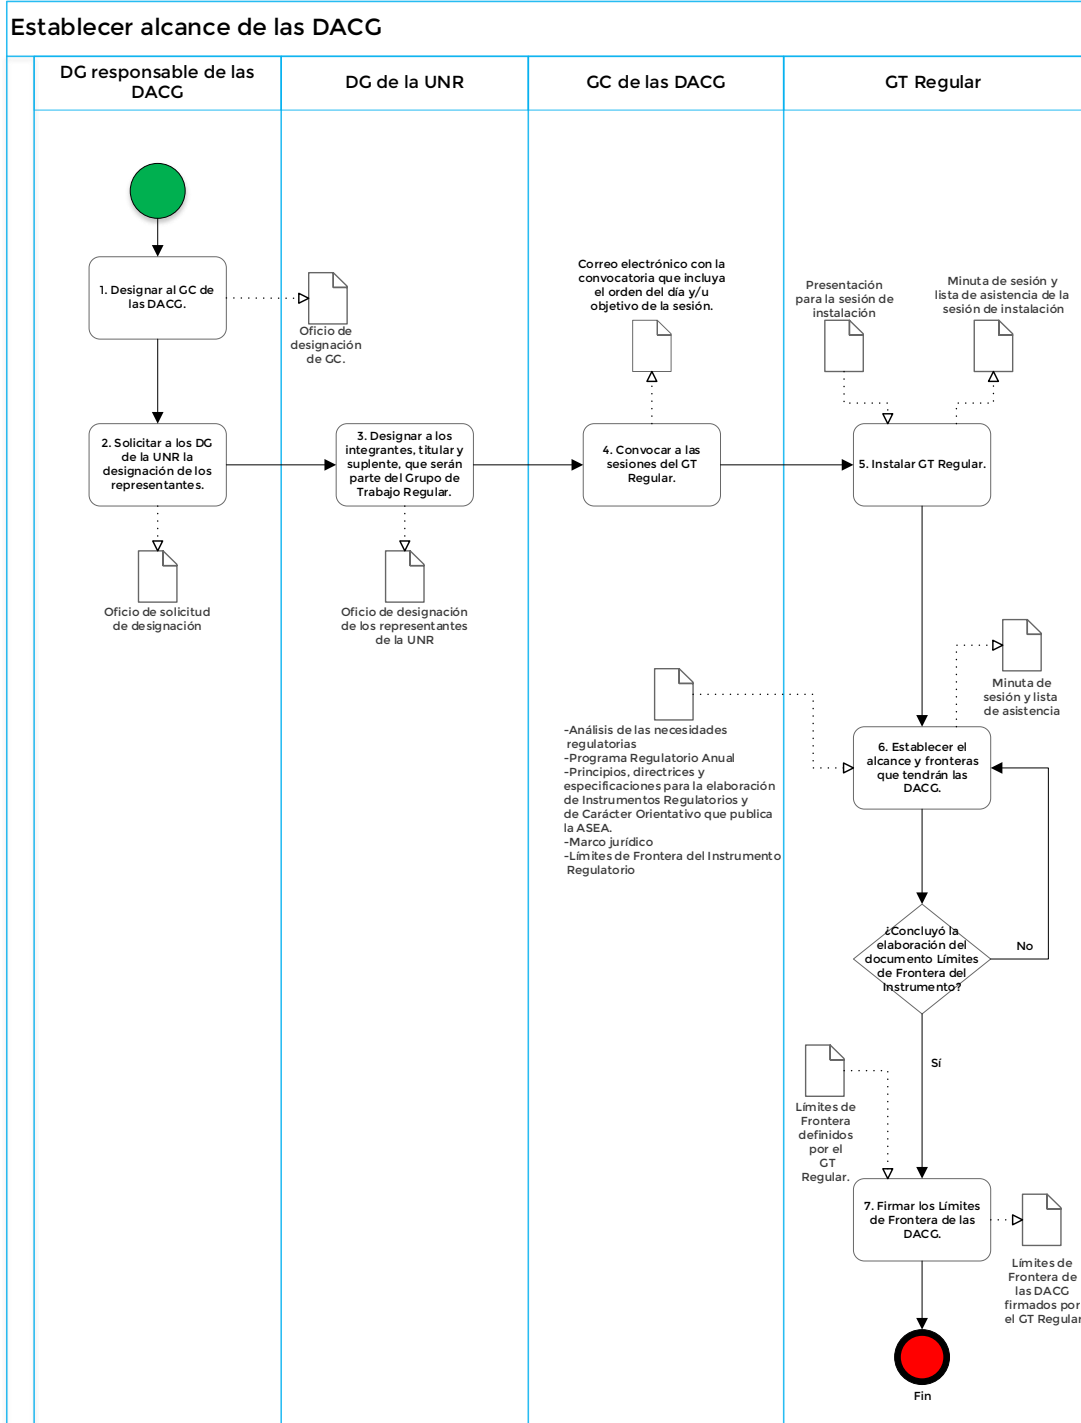 Establecer alcance de las DACG
DG responsable de las
DACG
DG de la UNR
GC de las DACG
GT Regular
1. Designar al GC de
las DACG.
Oficio de
designación
de GC.
2. Solicitar a los DG
de la UNR la
designación de los
representantes.
Oficio de solicitud
de designación
3. Designar a los
integrantes, titular y
suplente, que serán
parte del Grupo de
Trabajo Regular.
Oficio de designación
de los representantes
de la UNR
Correo electrónico con la
convocatoria que incluya
el orden del día y/u
objetivo de la sesión.
4. Convocar a las
sesiones del GT
Regular.
Presentación
para la sesión de
instalación
Minuta de sesión y
lista de asistencia de la
sesión de instalación
5. Instalar GT Regular.
Minuta de
sesión y lista
de asistencia
-Análisis de las necesidades
regulatorias
-Programa Regulatorio Anual
-Principios, directrices y
especificaciones para la elaboración
de Instrumentos Regulatorios y
de Carácter Orientativo que publica
la ASEA.
-Marco jurídico
-Límites de Frontera del Instrumento
Regulatorio
6. Establecer el
alcance y fronteras
que tendrán las
DACG.
¿Concluyó la
elaboración del
documento Límites
de Frontera del
Instrumento?
No
Sí
Límites de
Frontera
definidos
por el
GT
Regular.
7. Firmar los Límites
de Frontera de las
DACG.
Límites de
Frontera de
las DACG
firmados por
el GT Regular
Fin